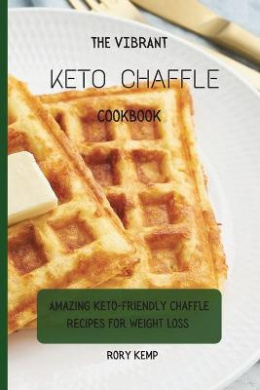 THE VIBRANT
KETO CHAFFLE
COOKBOOK
AMAZING KETO-FRIENDLY CHAFFLE
RECIPES FOR WEIGHT LOSS
RORY KEMP